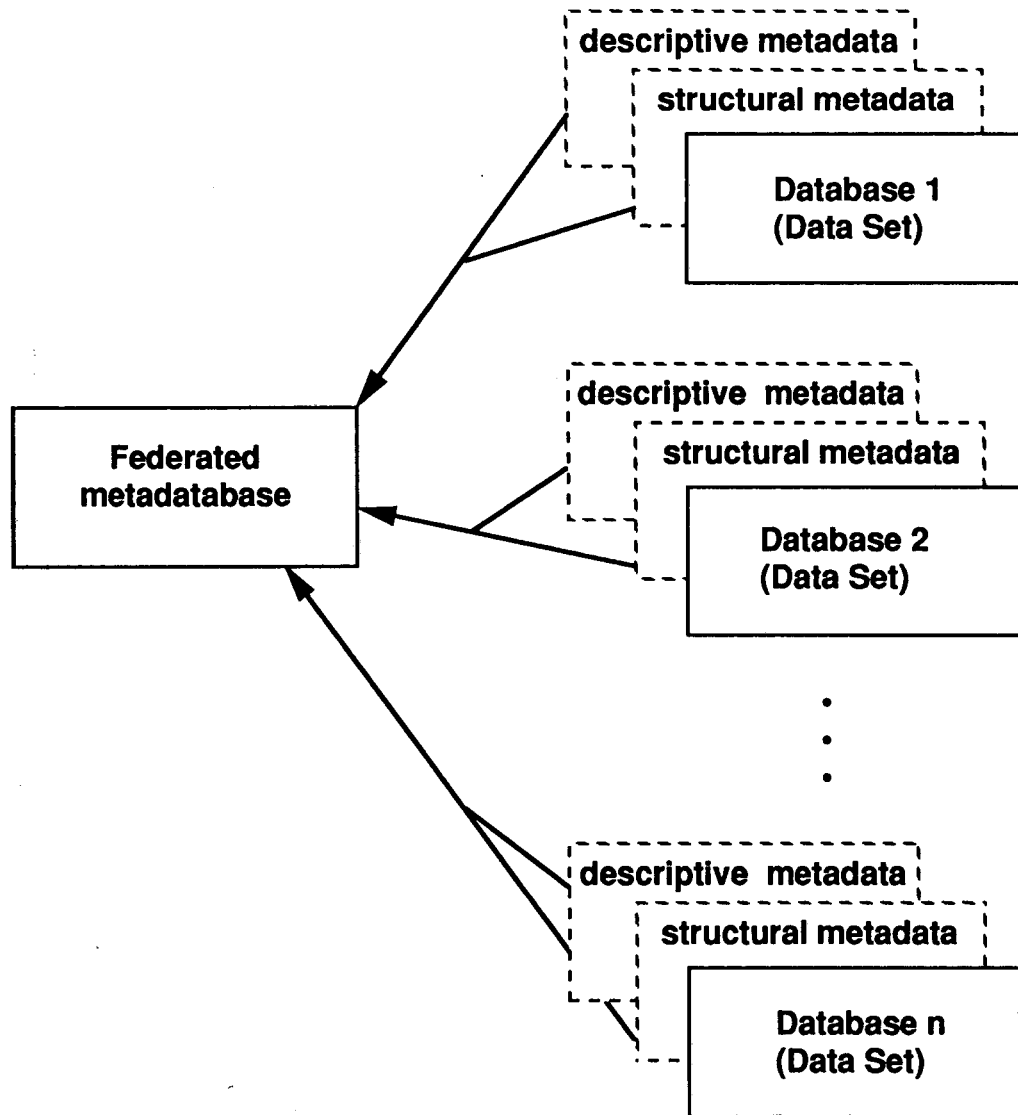 descriptive metadata
structural metadata
Database 1
(Data Set)
Federated
metadatabase
descriptive metadata
structural metadata
Database 2
(Data Set)
descriptive metadata
structural metadata
Database n
(Data Set)